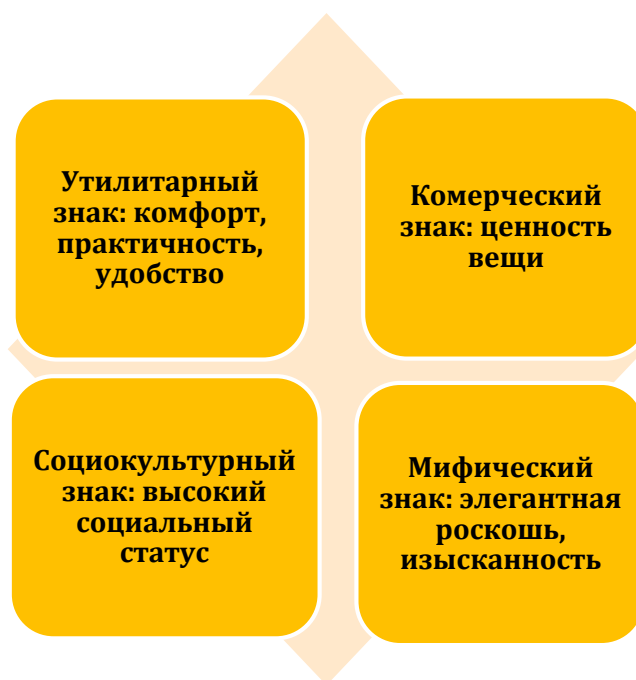 Утилитарный
знак: комфорт,
практичность,
удобство
Комерческий
знак: ценность
вещи
Социокультурный
знак: высокий
социальный
статус
Мифический
знак: элегантная
роскошь,
изысканность